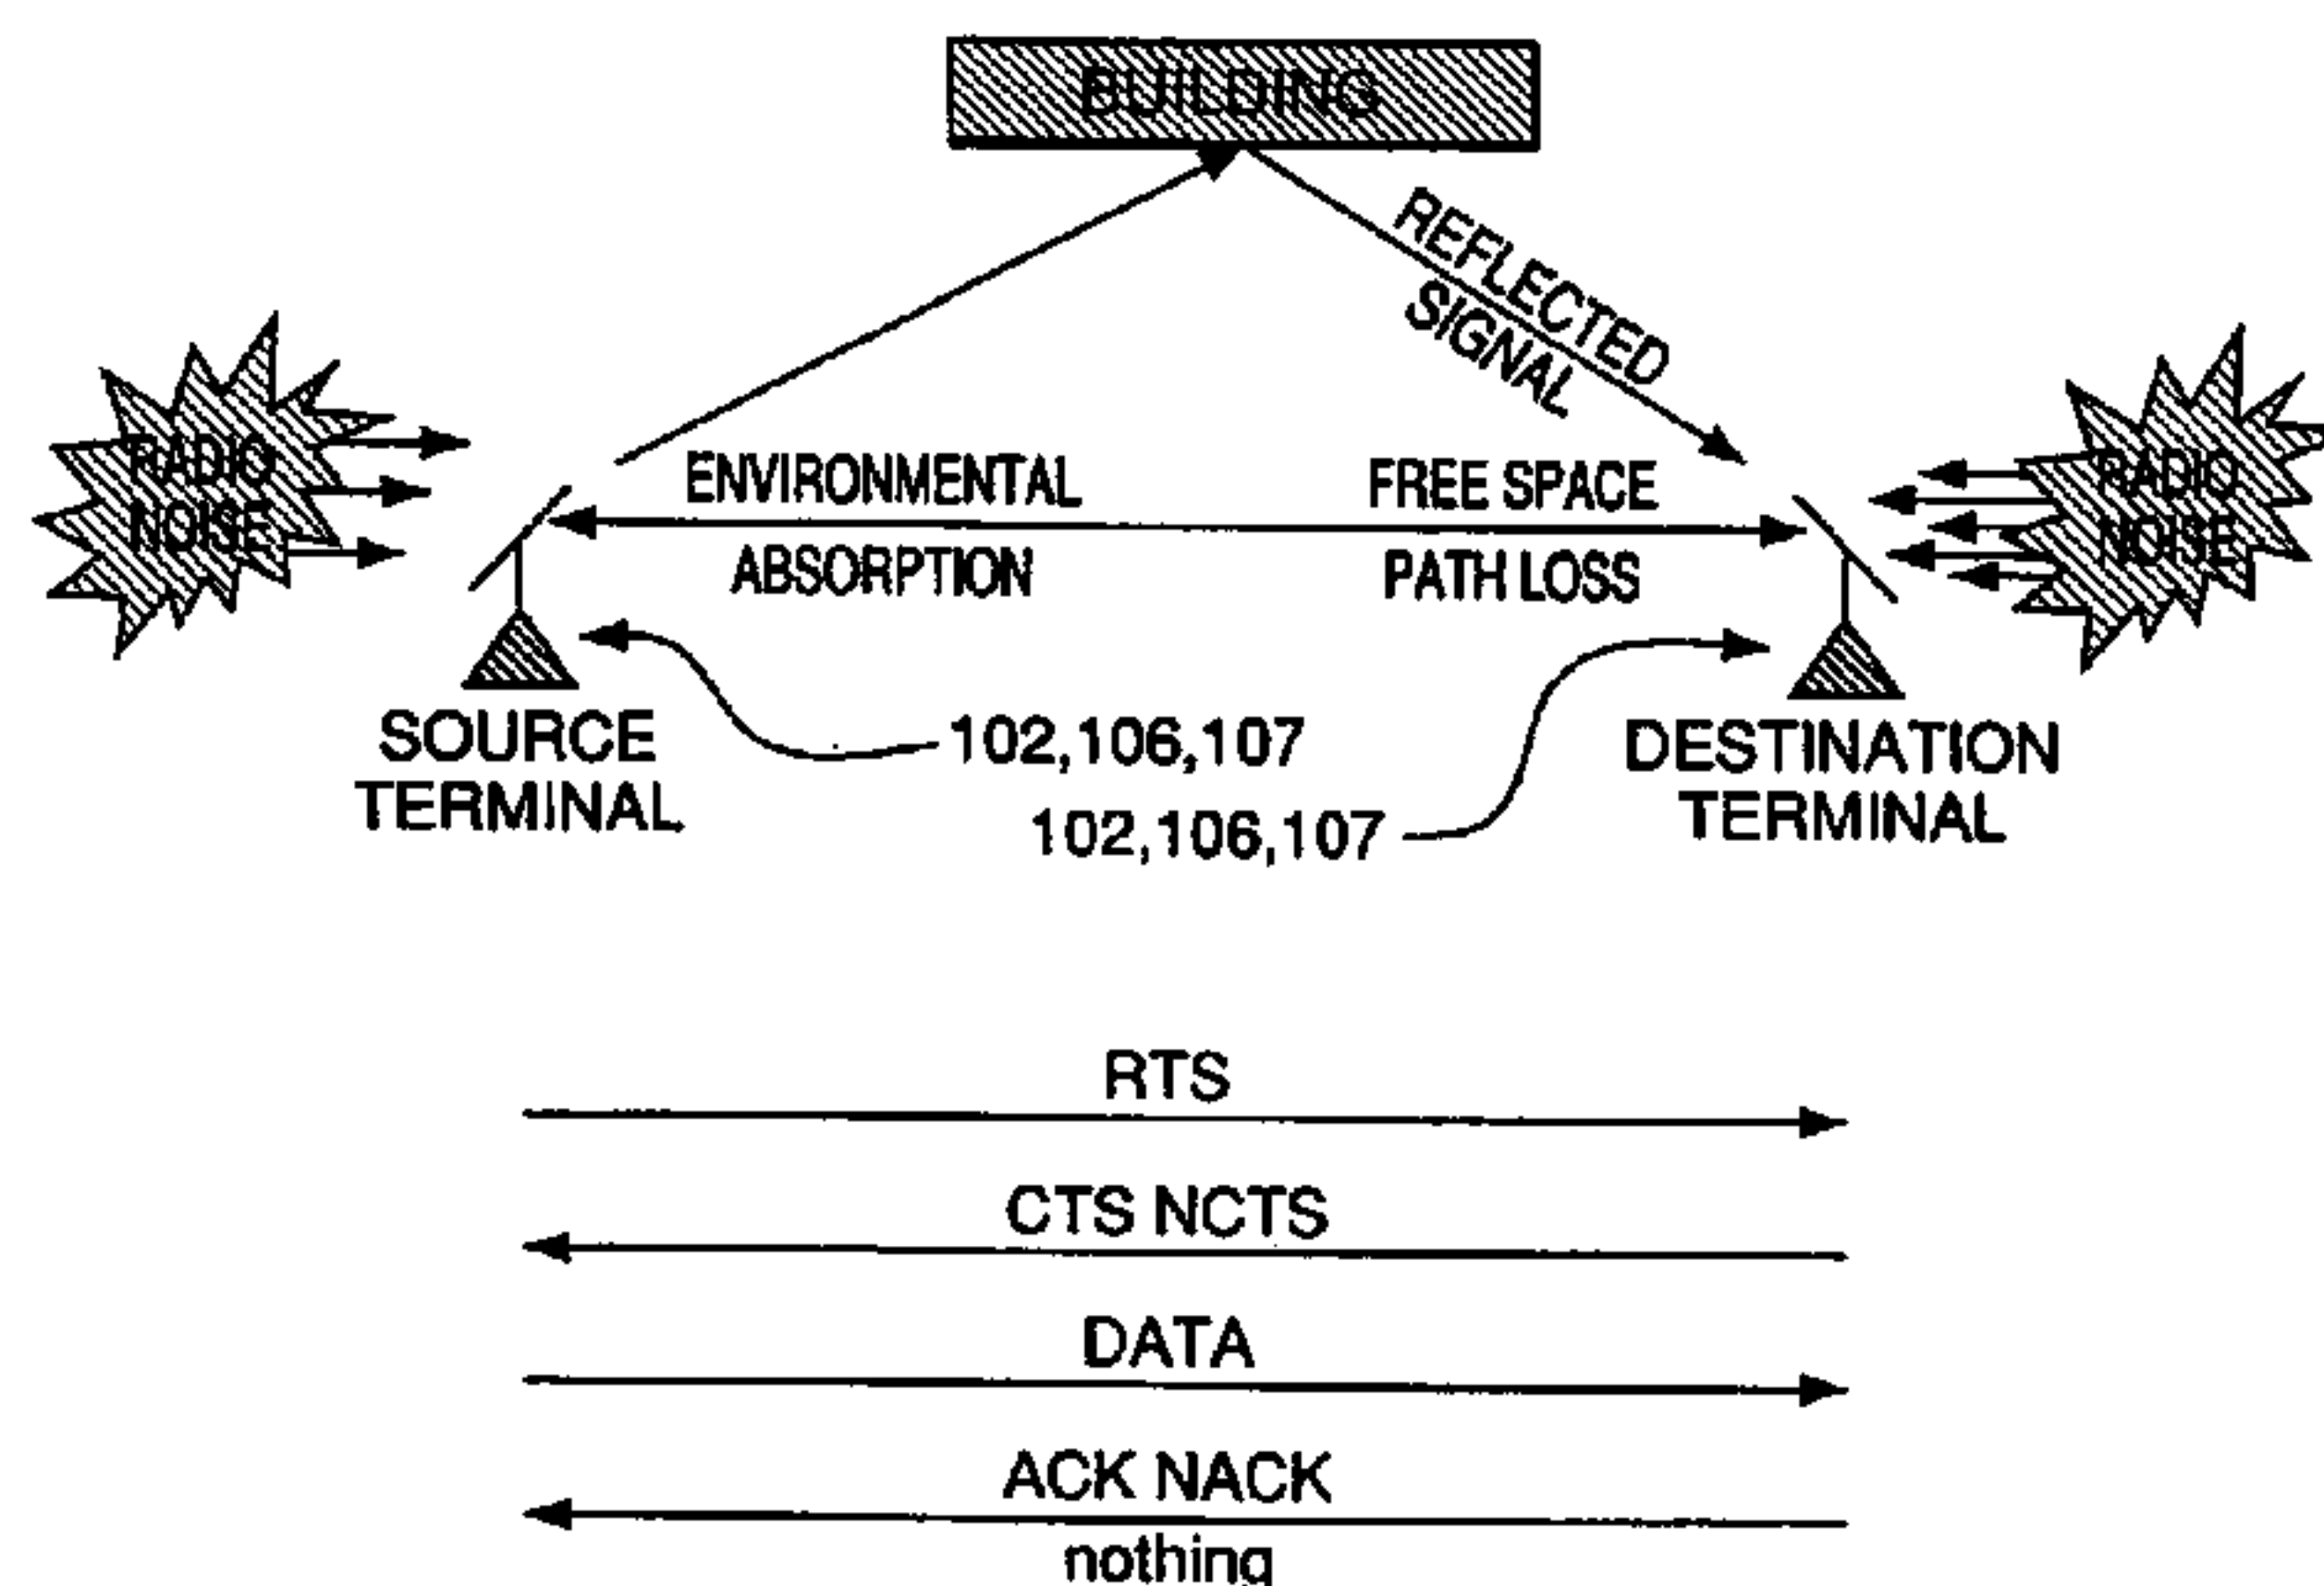 BUILDING
REFLECTED
SIGNAL
RADIO
NOISE
ENVIRONMENTAL
ABSORPTION
FREE SPACE
PATH LOSS
RADIO
NOISE
SOURCE
TERMINAL
102,106,107
102,106,107
DESTINATION
TERMINAL
RTS
CTS NCTS
DATA
ACK NACK
nothing